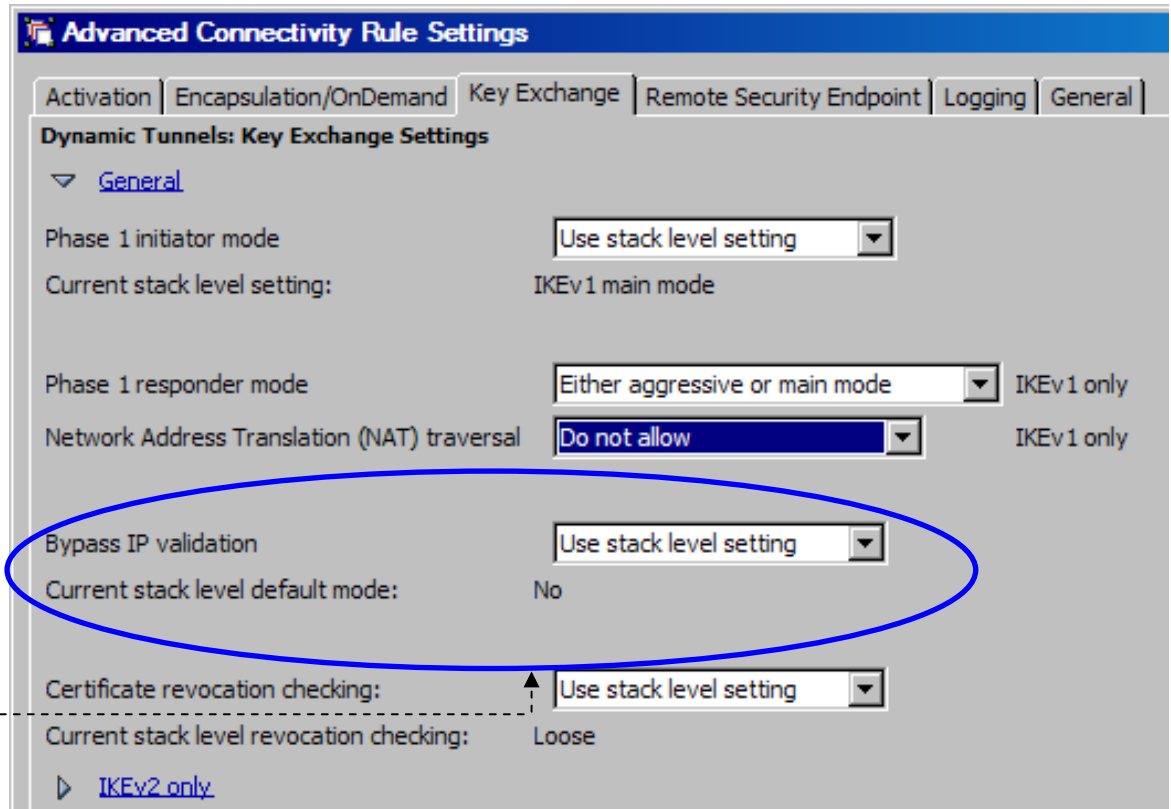 Advanced Connectivity Rule Settings
Activation Encapsulation/OnDemand Key Exchange Remote Security Endpoint Logging General
Dynamic Tunnels: Key Exchange Settings
General
Phase 1 initiator mode Use stack level setting
Current stack level setting: IKEv1 main mode
Phase 1 responder mode Either aggressive or main mode IKEv1 only
Network Address Translation (NAT) traversal Do not allow IKEv1 only
Bypass IP validation Use stack level setting
Current stack level default mode: No
Certificate revocation checking: Use stack level setting
Current stack level revocation checking: Loose
IKEv2 only